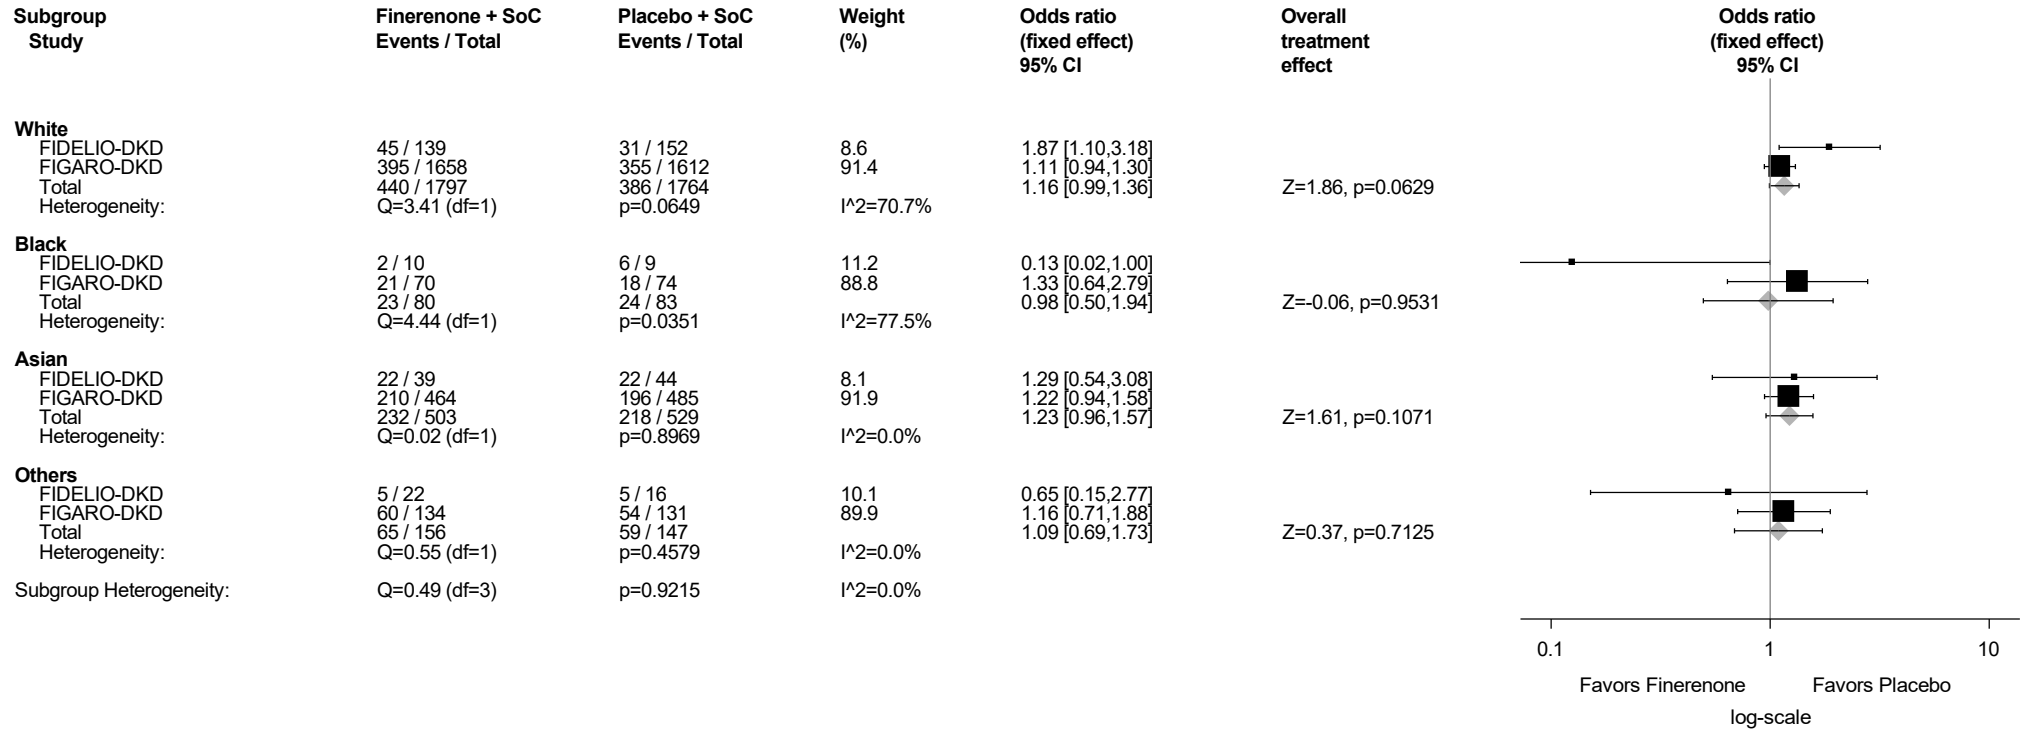 Subgroup Finerenone + SoC Placebo + SoC Weight Odds ratio Overall Odds ratio
Study Events / Total Events / Total (%) (fixed effect) treatment (fixed effect)
95% CI effect 95% CI
White
FIDELIO-DKD 45 / 139 31 / 152 8.6 1.87 [1.10,3.18]
FIGARO-DKD 395 / 1658 355 / 1612 91.4 1.11 [0.94,1.30]
Total 440 / 1797 386 / 1764 1.16 [0.99,1.36] Z=1.86, p=0.0629
Heterogeneity: Q=3.41 (df=1) p=0.0649 I^2=70.7%
Black
FIDELIO-DKD 2 / 10 6 / 9 11.2 0.13 [0.02,1.00]
FIGARO-DKD 21 / 70 18 / 74 88.8 1.33 [0.64,2.79]
Total 23 / 80 24 / 83 0.98 [0.50,1.94] Z=-0.06, p=0.9531
Heterogeneity: Q=4.44 (df=1) p=0.0351 I^2=77.5%
Asian
FIDELIO-DKD 22 / 39 22 / 44 8.1 1.29 [0.54,3.08]
FIGARO-DKD 210 / 464 196 / 485 91.9 1.22 [0.94,1.58]
Total 232 / 503 218 / 529 1.23 [0.96,1.57] Z=1.61, p=0.1071
Heterogeneity: Q=0.02 (df=1) p=0.8969 I^2=0.0%
Others
FIDELIO-DKD 5 / 22 5 / 16 10.1 0.65 [0.15,2.77]
FIGARO-DKD 60 / 134 54 / 131 89.9 1.16 [0.71,1.88]
Total 65 / 156 59 / 147 1.09 [0.69,1.73] Z=0.37, p=0.7125
Heterogeneity: Q=0.55 (df=1) p=0.4579 I^2=0.0%
Subgroup Heterogeneity: Q=0.49 (df=3) p=0.9215 I^2=0.0%
0.1 1 10
Favors Finerenone Favors Placebo
log-scale